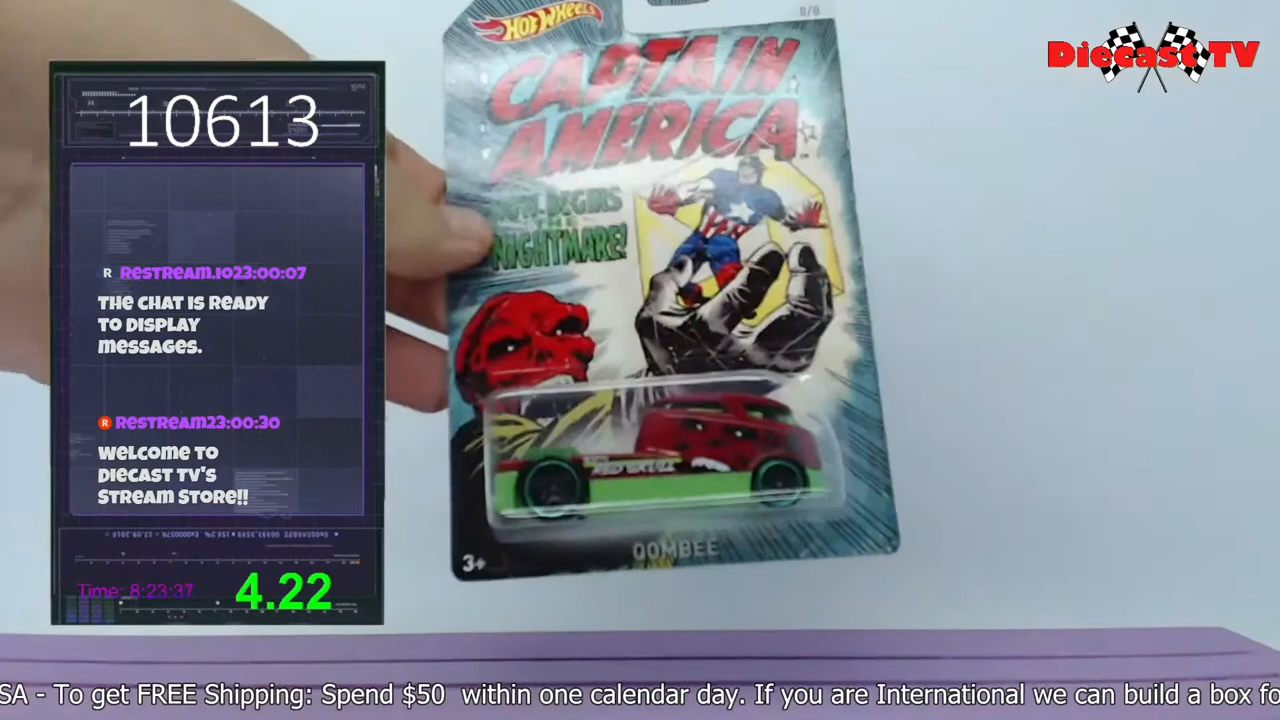 HOT WHEELS
8/8
CAPTAIN
AMERICA
NOW BEGINS
THE
NIGHTMARE!
RED SKULL
QOMBEE
3+
Diecast TV
10613
R Restream.io23:00:07
THE CHAT IS READY
TO DISPLAY
MESSAGES.
R Restream23:00:30
WELCOME TO
DIECAST TV'S
STREAM STORE!!
Time: 8:23:37
4.22
SA - To get FREE Shipping: Spend $50 within one calendar day. If you are International we can build a box fo